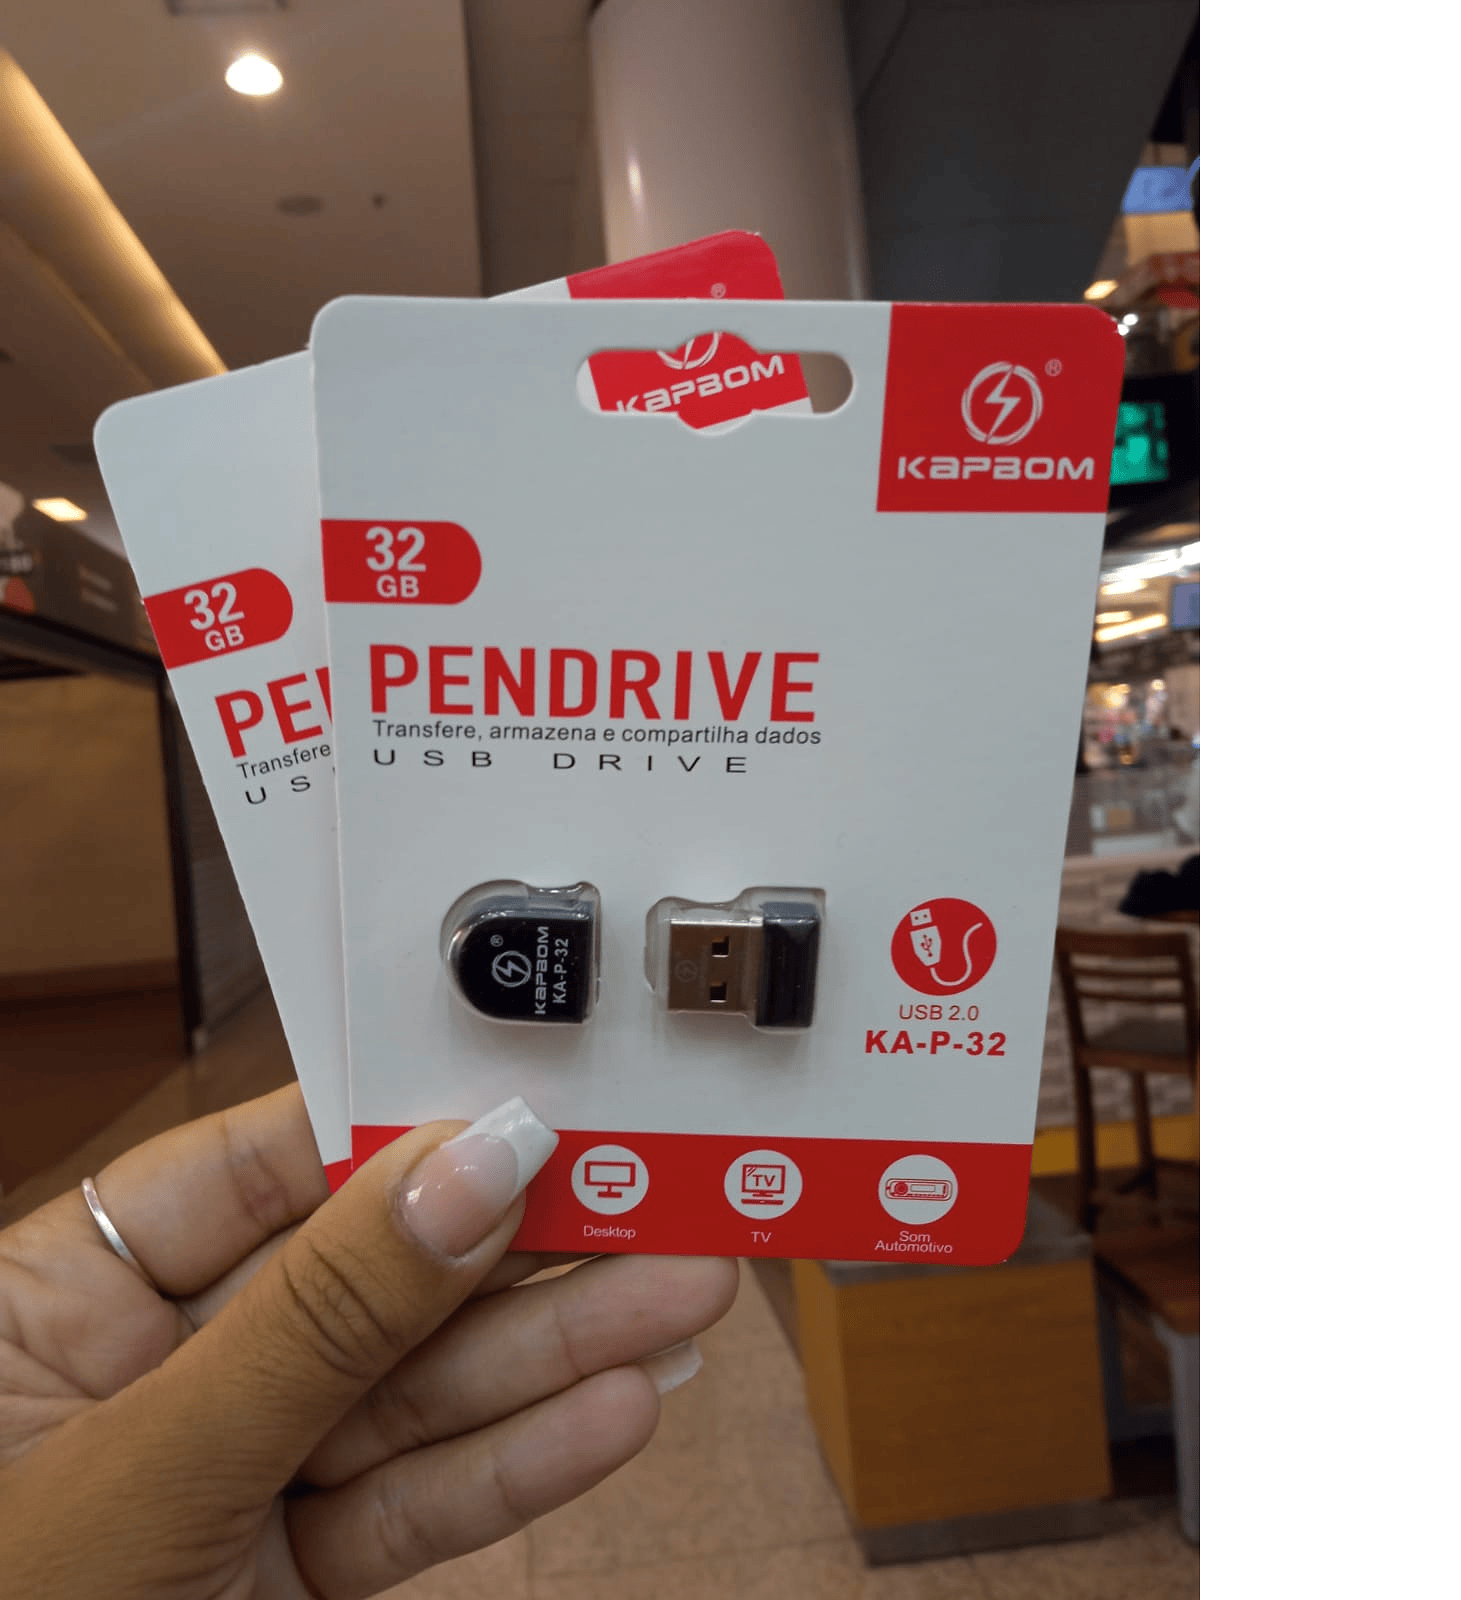 KAPBOM
®
KAPBOM
®
32
GB
PENDRIVE
Transfere, armazena e compartilha dados
USB DRIVE
®
KAPBOM
KA-P-32
USB 2.0
KA-P-32
Desktop
TV
TV
Som
Automotivo
®
32
GB
PE
Transfere
US